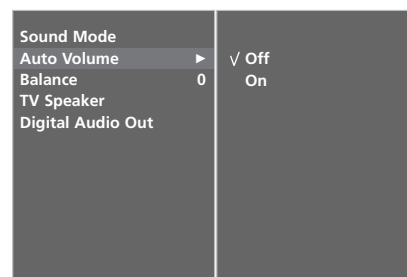 Sound Mode
Auto Volume ► √ Off
Balance 0 On
TV Speaker
Digital Audio Out